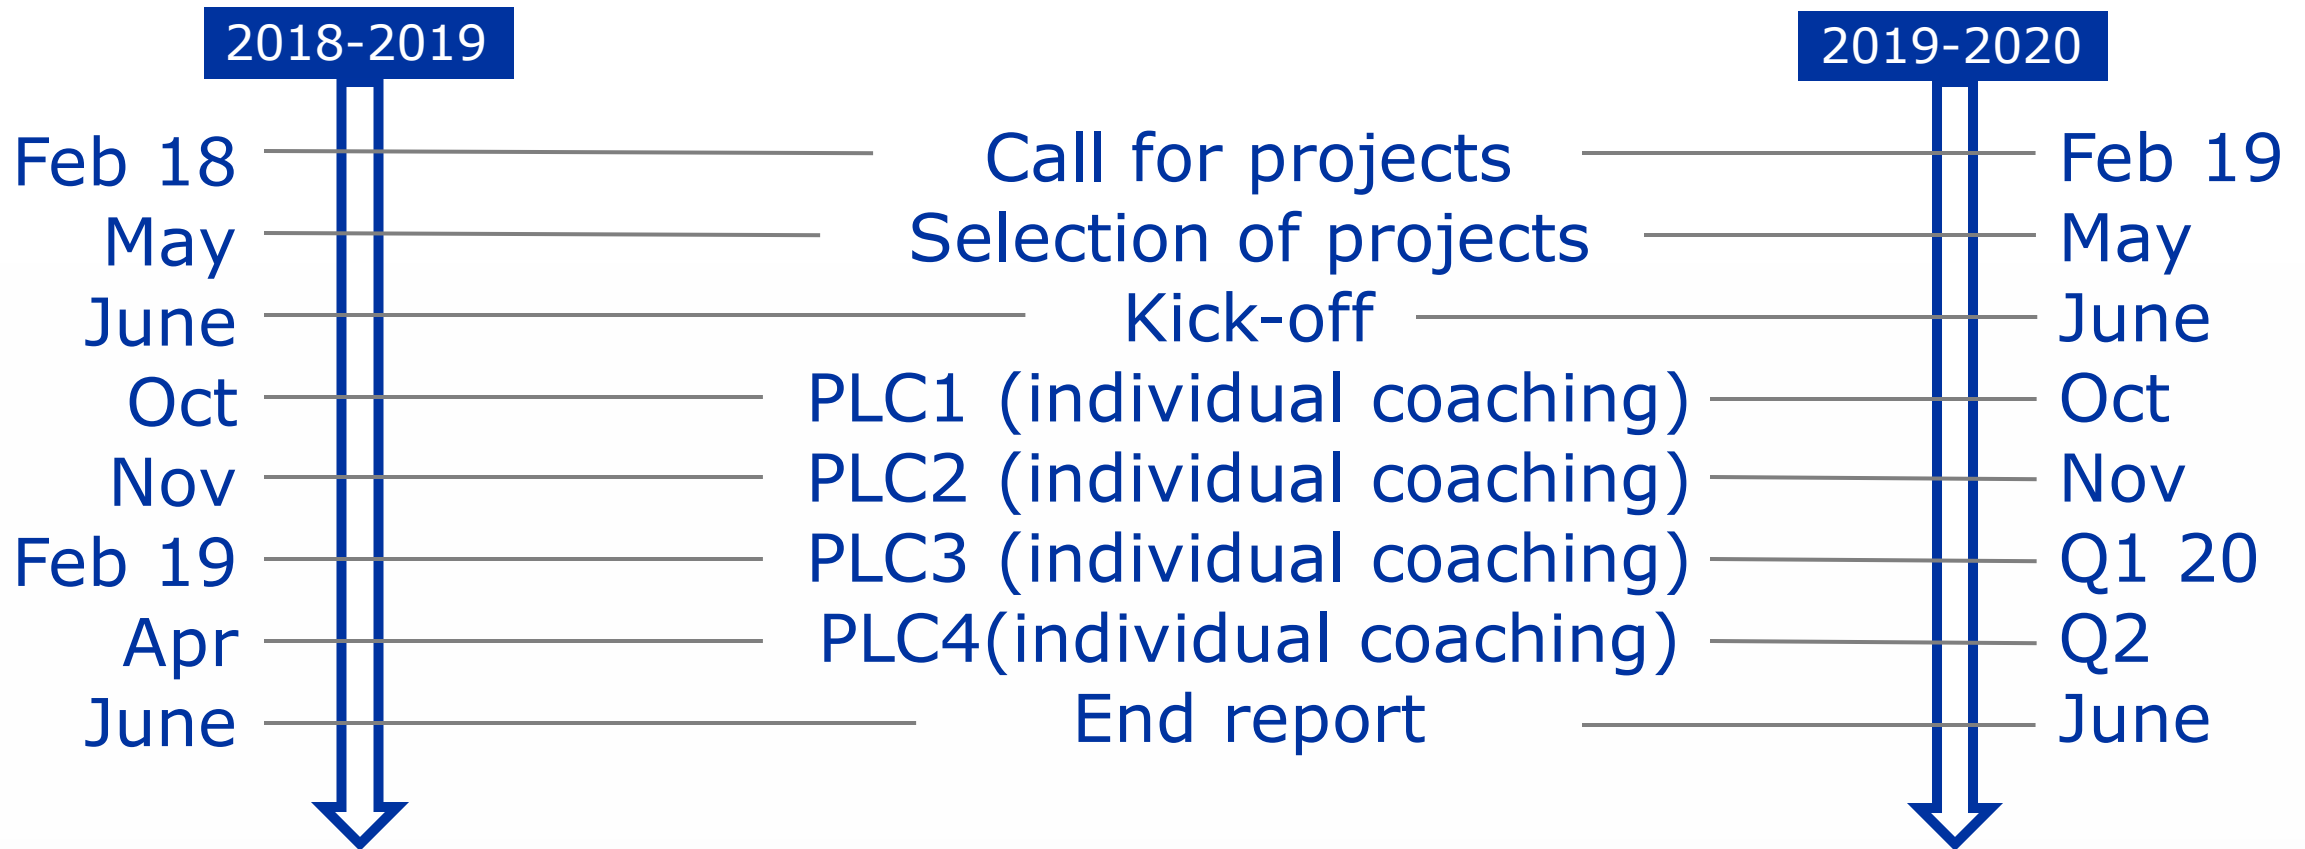 2018-2019 2019-2020
Feb 18 Call for projects Feb 19
May Selection of projects May
June Kick-off June
Oct PLC1 (individual coaching) Oct
Nov PLC2 (individual coaching) Nov
Feb 19 PLC3 (individual coaching) Q1 20
Apr PLC4(individual coaching) Q2
June End report June